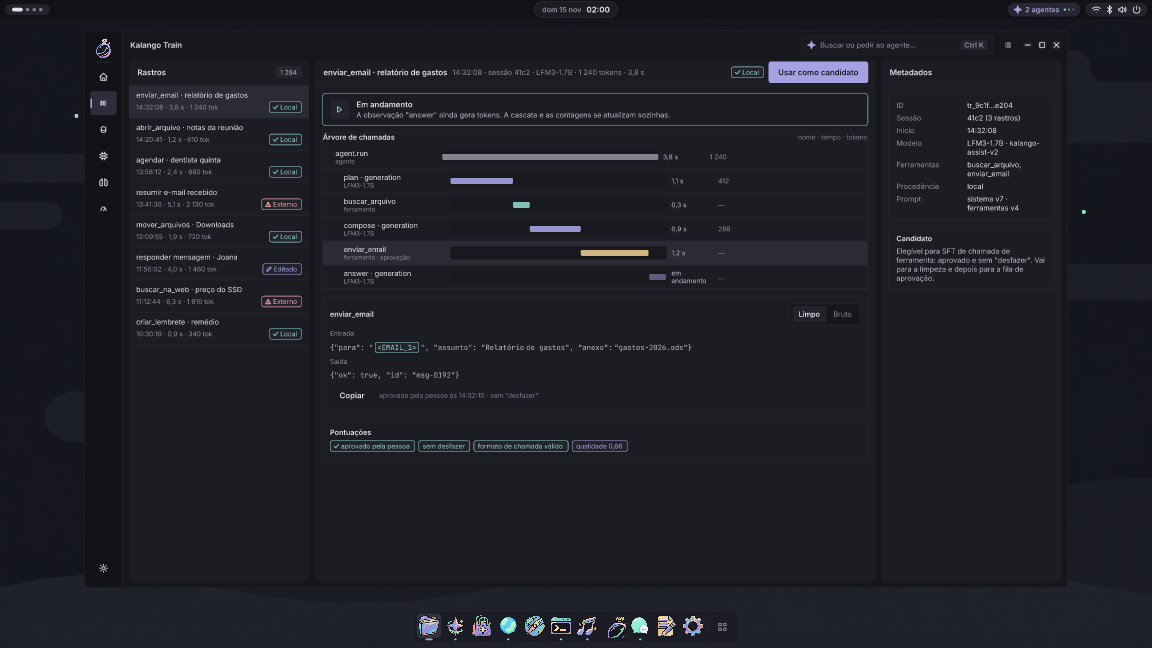 dom 15 nov 02:00
2 agentes
Kalango Train
Buscar ou pedir ao agente...
Ctrl K
Rastros
1 284
enviar_email · relatório de gastos
14:32:08 · 3,8 s · 1 240 tok
Local
abrir_arquivo · notas da reunião
14:20:41 · 1,2 s · 610 tok
Local
agendar · dentista quinta
13:58:12 · 2,4 s · 880 tok
Local
resumir e-mail recebido
13:41:30 · 5,1 s · 2 130 tok
Externo
mover_arquivos · Downloads
12:09:55 · 1,9 s · 720 tok
Local
responder mensagem · Joana
11:50:02 · 4,0 s · 1 460 tok
Editado
buscar_na_web · preço do SSD
11:12:44 · 6,3 s · 1 910 tok
Externo
criar_lembrete · remédio
10:30:19 · 0,9 s · 340 tok
Local
enviar_email · relatório de gastos 14:32:08 · sessão 41c2 · LFM3-1.7B · 1 240 tokens · 3,8 s
Local
Usar como candidato
Em andamento
A observação "answer" ainda gera tokens. A cascata e as contagens se atualizam sozinhas.
Árvore de chamadas
nome · tempo · tokens
agent.run
agente
3,8 s
1 240
plan · generation
LFM3-1.7B
1,1 s
412
buscar_arquivo
ferramenta
0,3 s
—
compose · generation
LFM3-1.7B
0,9 s
288
enviar_email
ferramenta · aprovação
1,2 s
—
answer · generation
LFM3-1.7B
em andamento
—
enviar_email
Limpo
Bruto
Entrada
{"para": "<EMAIL_1>", "assunto": "Relatório de gastos", "anexo": "gastos-2026.ods"}
Saída
{"ok": true, "id": "msg-0192"}
Copiar
aprovada pela pessoa às 14:32:10 · sem "desfazer"
Pontuações
aprovado pela pessoa
sem desfazer
formato de chamada válido
qualidade 0,86
Metadados
ID
tr_9c1f…e204
Sessão
41c2 (3 rastros)
Início
14:32:08
Modelo
LFM3-1.7B · kalango-assist-v2
Ferramentas
buscar_arquivo,
enviar_email
Procedência
local
Prompt
sistema v7 ·
ferramentas v4
Candidato
Elegível para SFT de chamada de
ferramenta: aprovado e sem "desfazer". Vai
para a limpeza e depois para a fila de
aprovação.